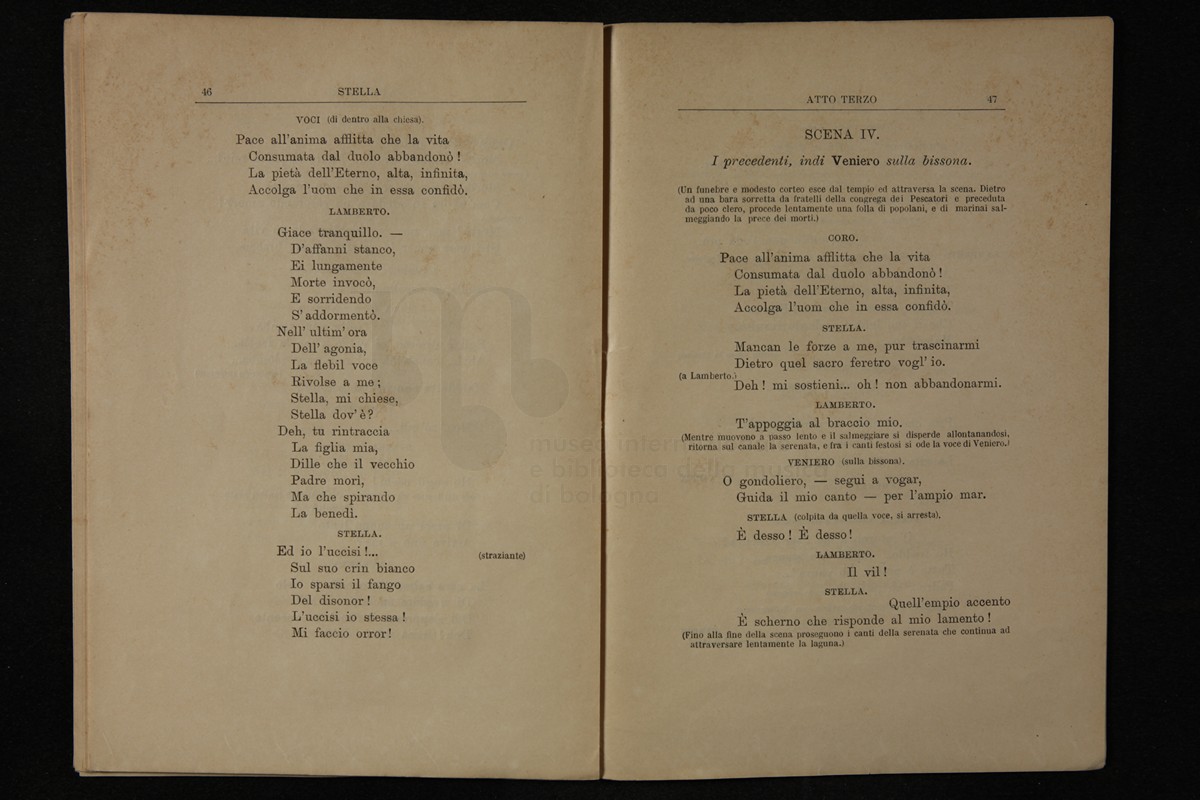 46
STELLA
VOCI (di dentro alla chiesa).
Pace all'anima afflitta che la vita
Consumata dal duolo abbandonò!
La pietà dell'Eterno, alta, infinita,
Accolga l'uom che in essa confidò.
LAMBERTO.
Giace tranquillo. —
D'affanni stanco,
Ei lungamente
Morte invocò,
E sorridendo
S'addormentò.
Nell' ultim' ora
Dell' agonia,
La flebil voce
Rivolse a me;
Stella, mi chiese,
Stella dov'è?
Deh, tu rintraccia
La figlia mia,
Dille che il vecchio
Padre morì,
Ma che spirando
La benedì.
STELLA.
Ed io l'uccisi!... (straziante)
Sul suo crin bianco
Io sparsi il fango
Del disonor!
L'uccisi io stessa!
Mi faccio orror!
ATTO TERZO
47
SCENA IV.
I precedenti, indi Veniero sulla bissona.
(Un funebre e modesto corteo esce dal tempio ed attraversa la scena. Dietro
ad una bara sorretta da fratelli della congrega dei Pescatori e preceduta
da poco clero, procede lentamente una folla di popolani, e di marinai sal-
meggiando la prece dei morti.)
CORO.
Pace all'anima afflitta che la vita
Consumata dal duolo abbandonò!
La pietà dell'Eterno, alta, infinita,
Accolga l'uom che in essa confidò.
STELLA.
Mancan le forze a me, pur trascinarmi
Dietro quel sacro feretro vogl' io.
(a Lamberto.)
Deh! mi sostieni... oh! non abbandonarmi.
LAMBERTO.
T'appoggia al braccio mio.
(Mentre muovono a passo lento e il salmeggiare si disperde allontanandosi,
ritorna sul canale la serenata, e fra i canti festosi si ode la voce di Veniero.)
VENIERO (sulla bissona).
O gondoliero, — segui a vogar,
Guida il mio canto — per l'ampio mar.
STELLA (colpita da quella voce, si arresta).
È desso! È desso!
LAMBERTO.
Il vil!
STELLA.
Quell'empio accento
È scherno che risponde al mio lamento!
(Fino alla fine della scena proseguono i canti della serenata che continua ad
attraversare lentamente la laguna.)
museo inter
e biblioteca della musica
di bologna